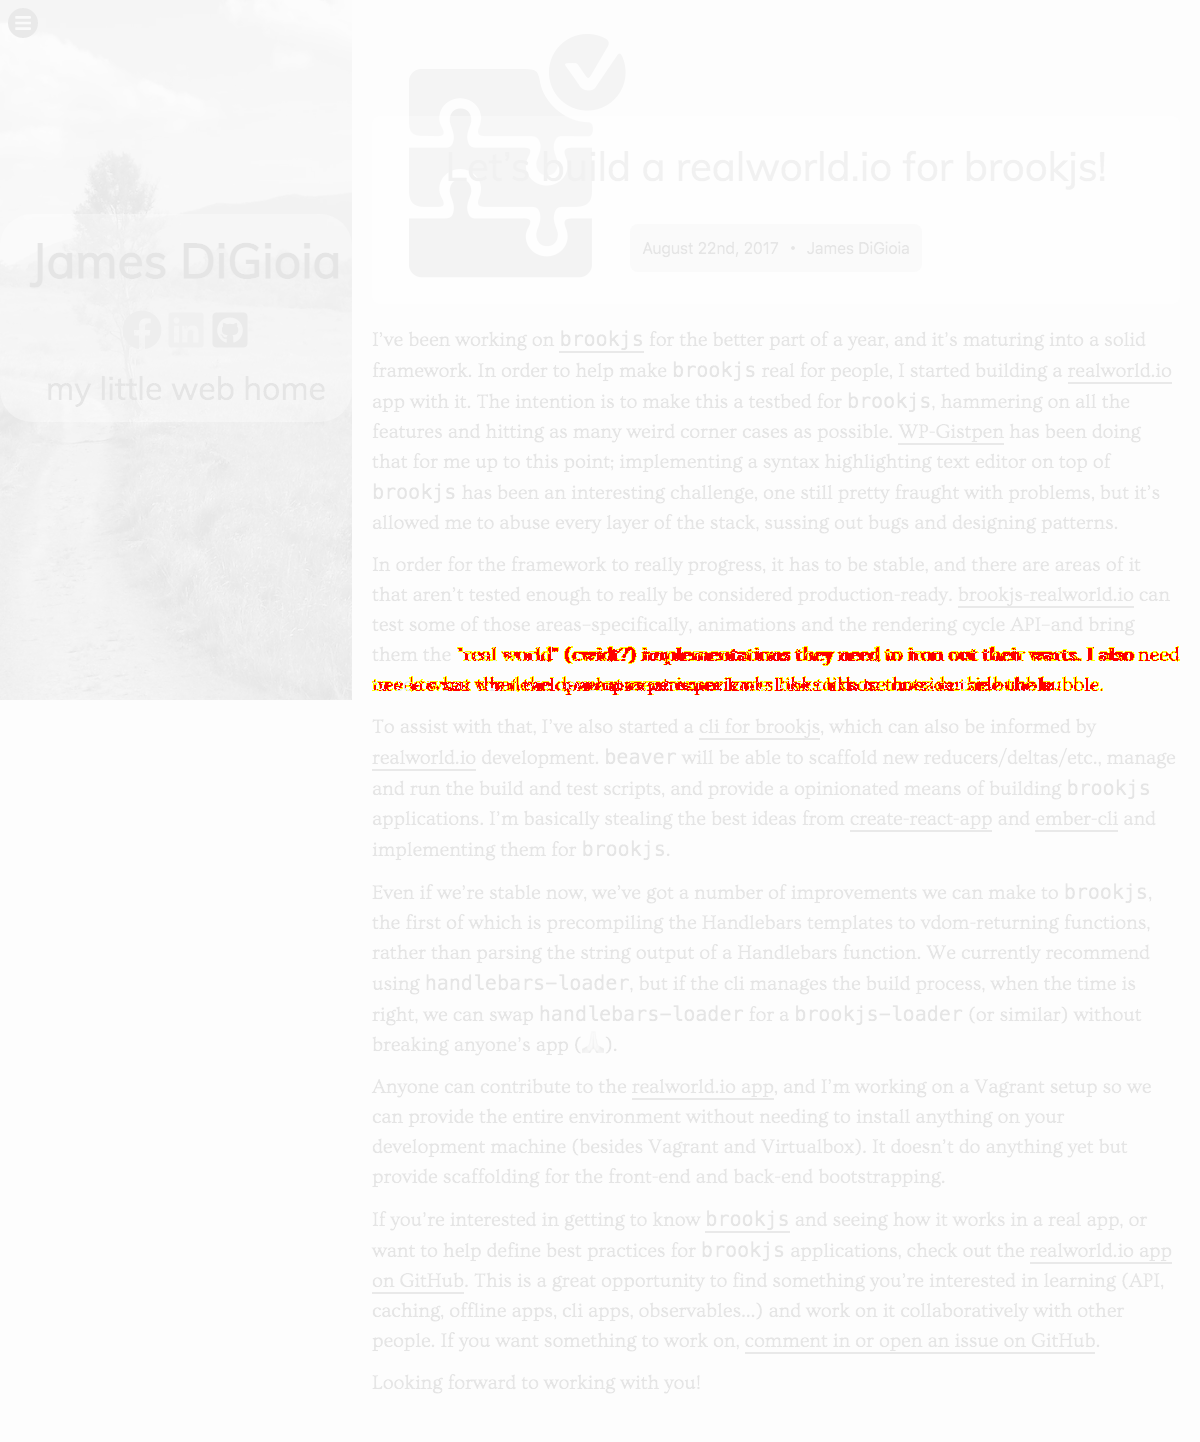 James DiGioia
my little web home
Let's build a realworld.io for brookjs!
August 22nd, 2017 • James DiGioia
I've been working on brookjs for the better part of a year, and it's maturing into a solid
framework. In order to help make brookjs real for people, I started building a realworld.io
app with it. The intention is to make this a testbed for brookjs, hammering on all the
features and hitting as many weird corner cases as possible. WP-Gistpen has been doing
that for me up to this point; implementing a syntax highlighting text editor on top of
brookjs has been an interesting challenge, one still pretty fraught with problems, but it's
allowed me to abuse every layer of the stack, sussing out bugs and designing patterns.
In order for the framework to really progress, it has to be stable, and there are areas of it
that aren't tested enough to really be considered production-ready. brookjs-realworld.io can
test some of those areas–specifically, animations and the rendering cycle API–and bring
them the "real world" implementations they need to iron out their warts. I also need
bubble.
To assist with that, I've also started a cli for brookjs, which can also be informed by
realworld.io development. beaver will be able to scaffold new reducers/deltas/etc., manage
and run the build and test scripts, and provide a opinionated means of building brookjs
applications. I'm basically stealing the best ideas from create-react-app and ember-cli and
implementing them for brookjs.
Even if we're stable now, we've got a number of improvements we can make to brookjs,
the first of which is precompiling the Handlebars templates to vdom-returning functions,
rather than parsing the string output of a Handlebars function. We currently recommend
using handlebars-loader, but if the cli manages the build process, when the time is
right, we can swap handlebars-loader for a brookjs-loader (or similar) without
breaking anyone's app (🙏).
Anyone can contribute to the realworld.io app, and I'm working on a Vagrant setup so we
can provide the entire environment without needing to install anything on your
development machine (besides Vagrant and Virtualbox). It doesn't do anything yet but
provide scaffolding for the front-end and back-end bootstrapping.
If you're interested in getting to know brookjs and seeing how it works in a real app, or
want to help define best practices for brookjs applications, check out the realworld.io app
on GitHub. This is a great opportunity to find something you're interested in learning (API,
caching, offline apps, cli apps, observables...) and work on it collaboratively with other
people. If you want something to work on, comment in or open an issue on GitHub.
Looking forward to working with you!